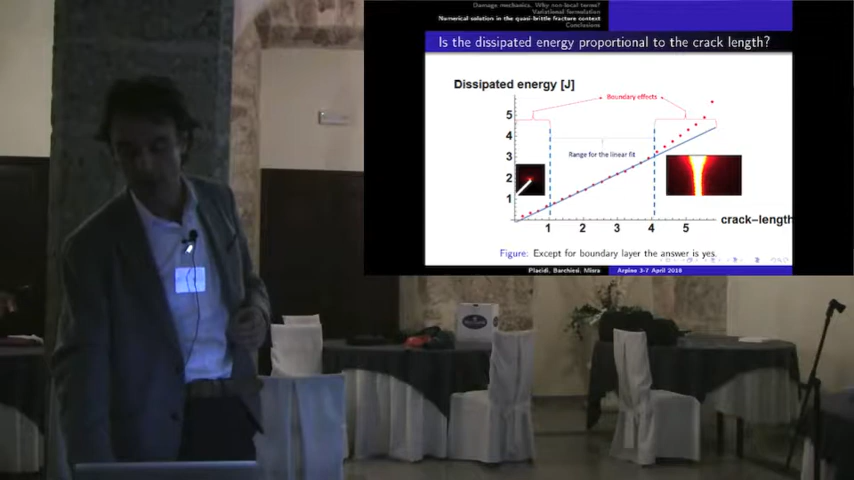 Damage mechanics. Why non-local terms?
Variational formulation
Numerical solution in the quasi-brittle fracture context
Conclusions
Is the dissipated energy proportional to the crack length?
Dissipated energy [J]
Boundary effects
5
4
3
2
1
Range for the linear fit
1 2 3 4 5
crack-length
Figure: Except for boundary layer the answer is yes.
Placidi, Barchiesi, Misra Arpino 3-7 April 2018